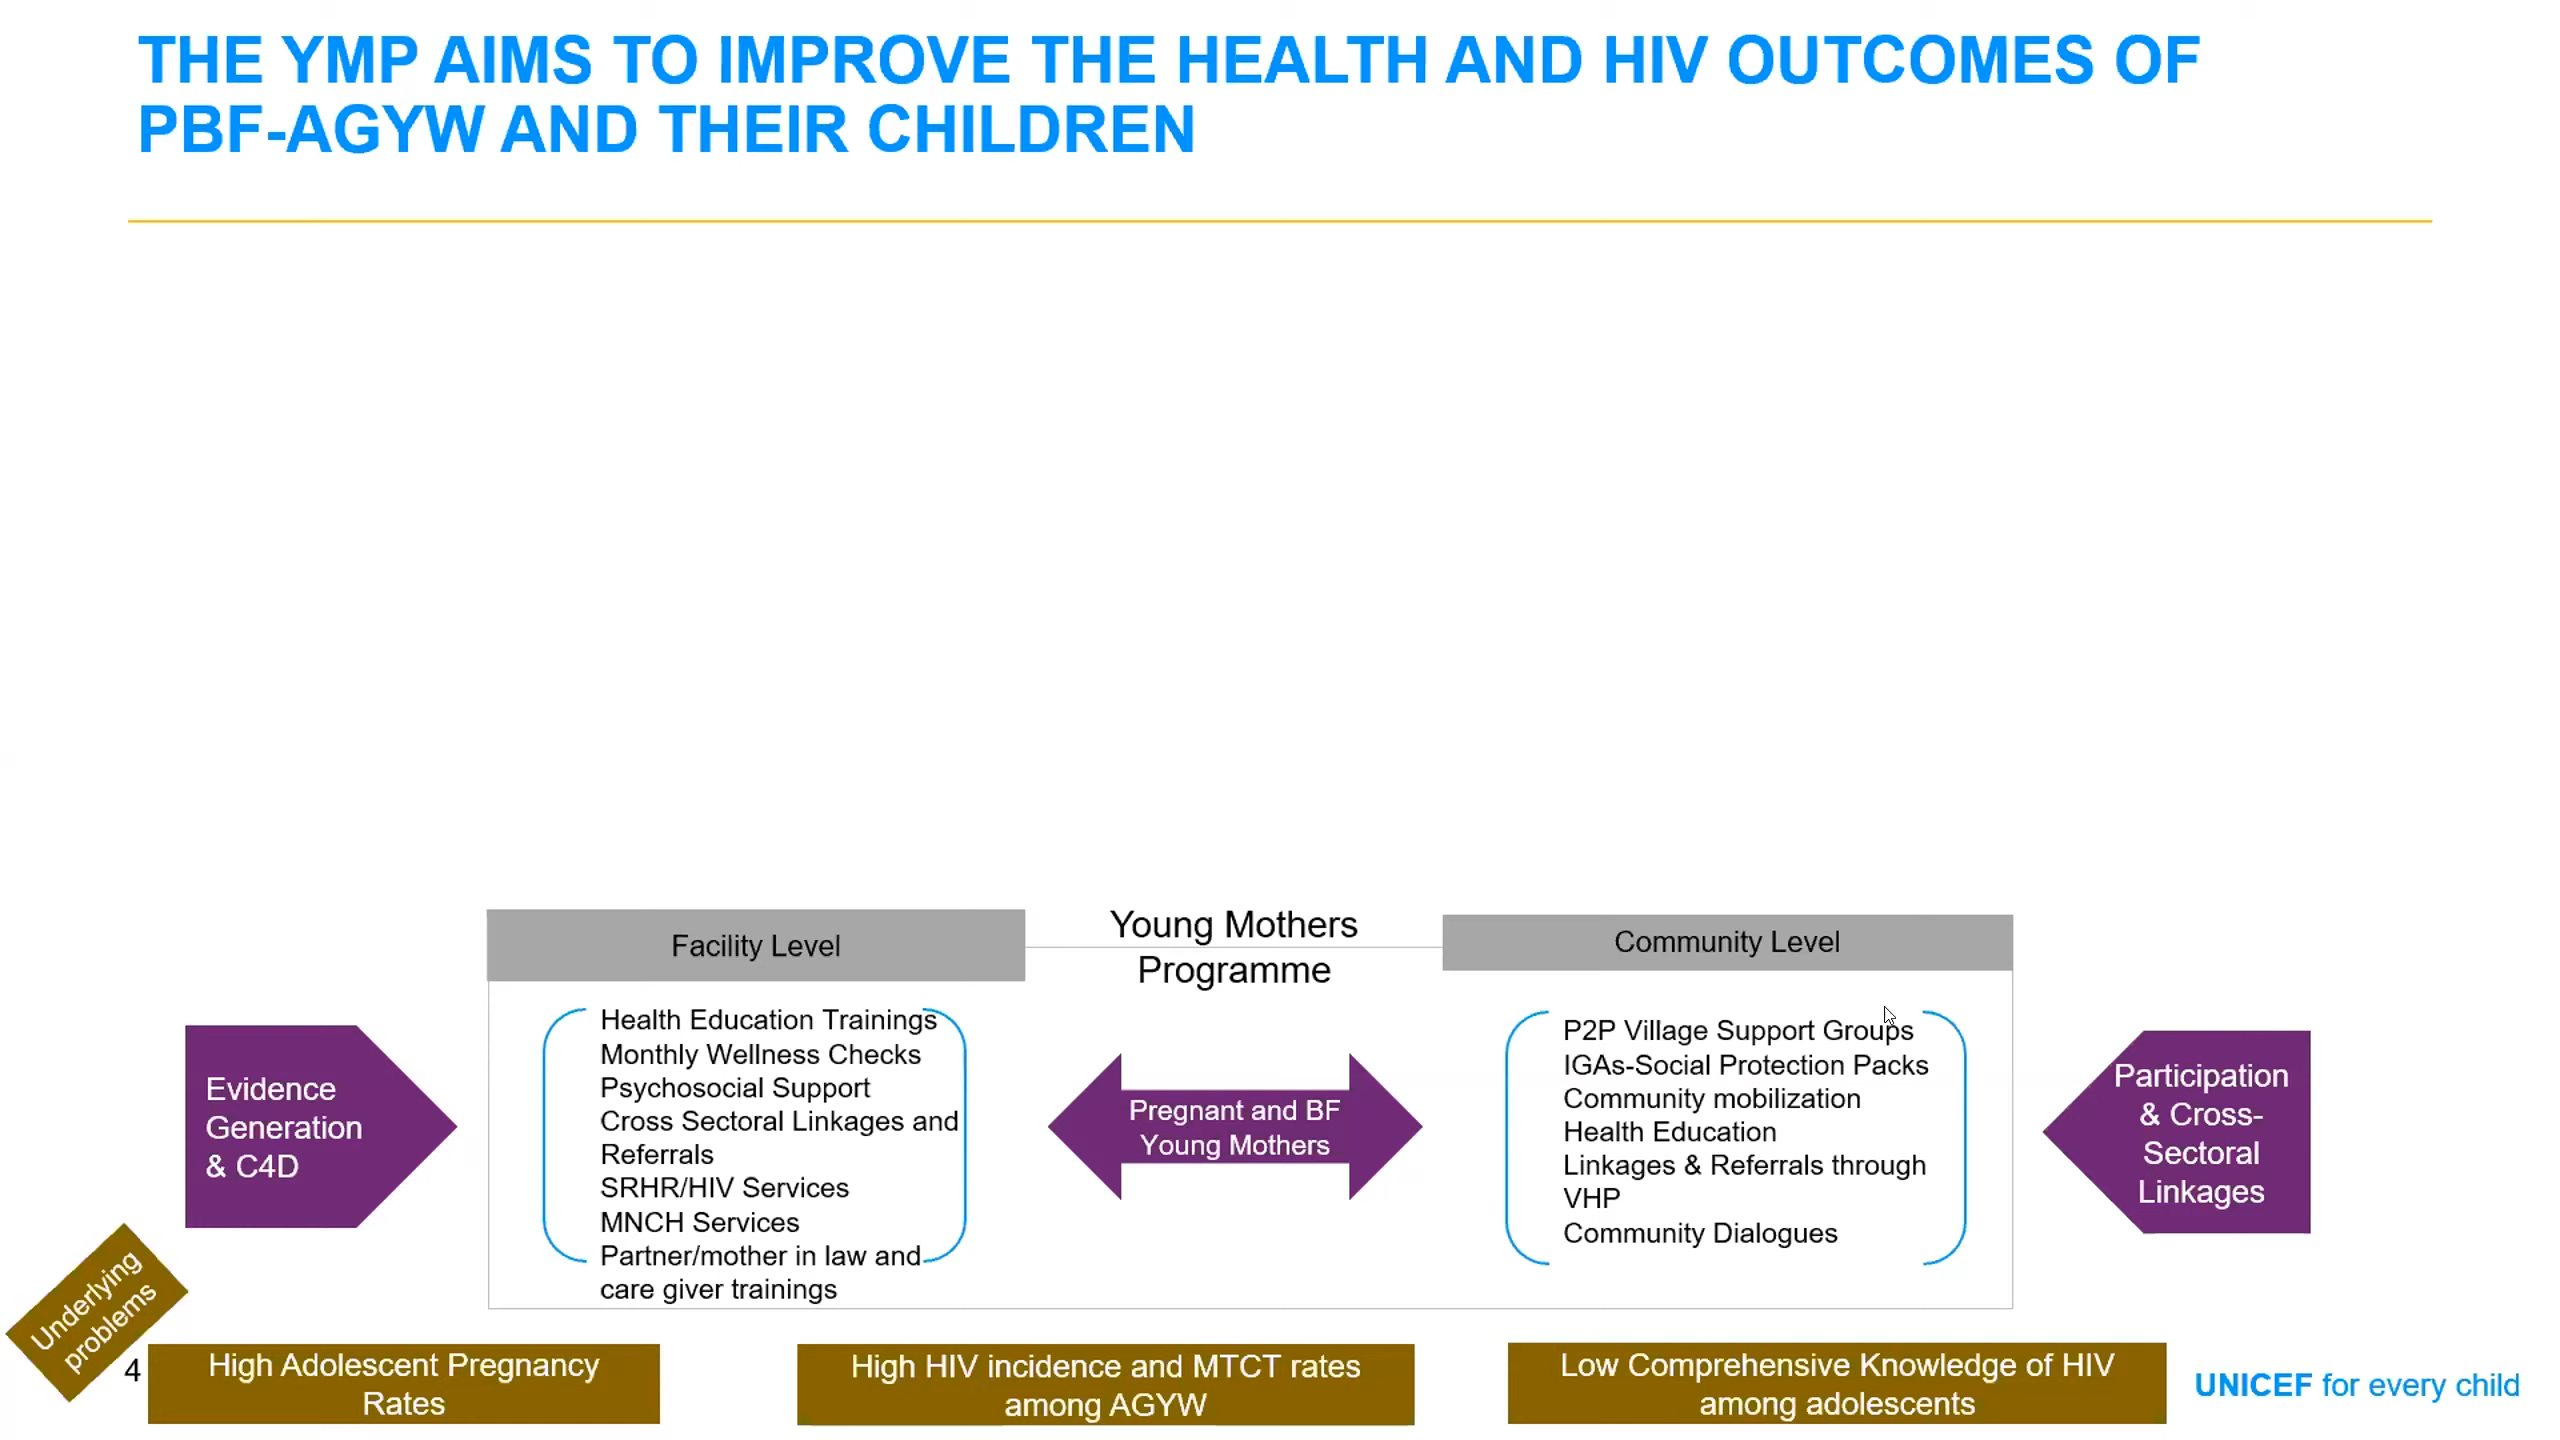 THE YMP AIMS TO IMPROVE THE HEALTH AND HIV OUTCOMES OF
PBF-AGYW AND THEIR CHILDREN
Facility Level
Young Mothers
Programme
Community Level
Evidence
Generation
& C4D
Health Education Trainings
Monthly Wellness Checks
Psychosocial Support
Cross Sectoral Linkages and
Referrals
SRHR/HIV Services
MNCH Services
Partner/mother in law and
care giver trainings
Pregnant and BF
Young Mothers
P2P Village Support Groups
IGAs-Social Protection Packs
Community mobilization
Health Education
Linkages & Referrals through
VHP
Community Dialogues
Participation
& Cross-
Sectoral
Linkages
Underlying
problems
4
High Adolescent Pregnancy
Rates
High HIV incidence and MTCT rates
among AGYW
Low Comprehensive Knowledge of HIV
among adolescents
UNICEF for every child